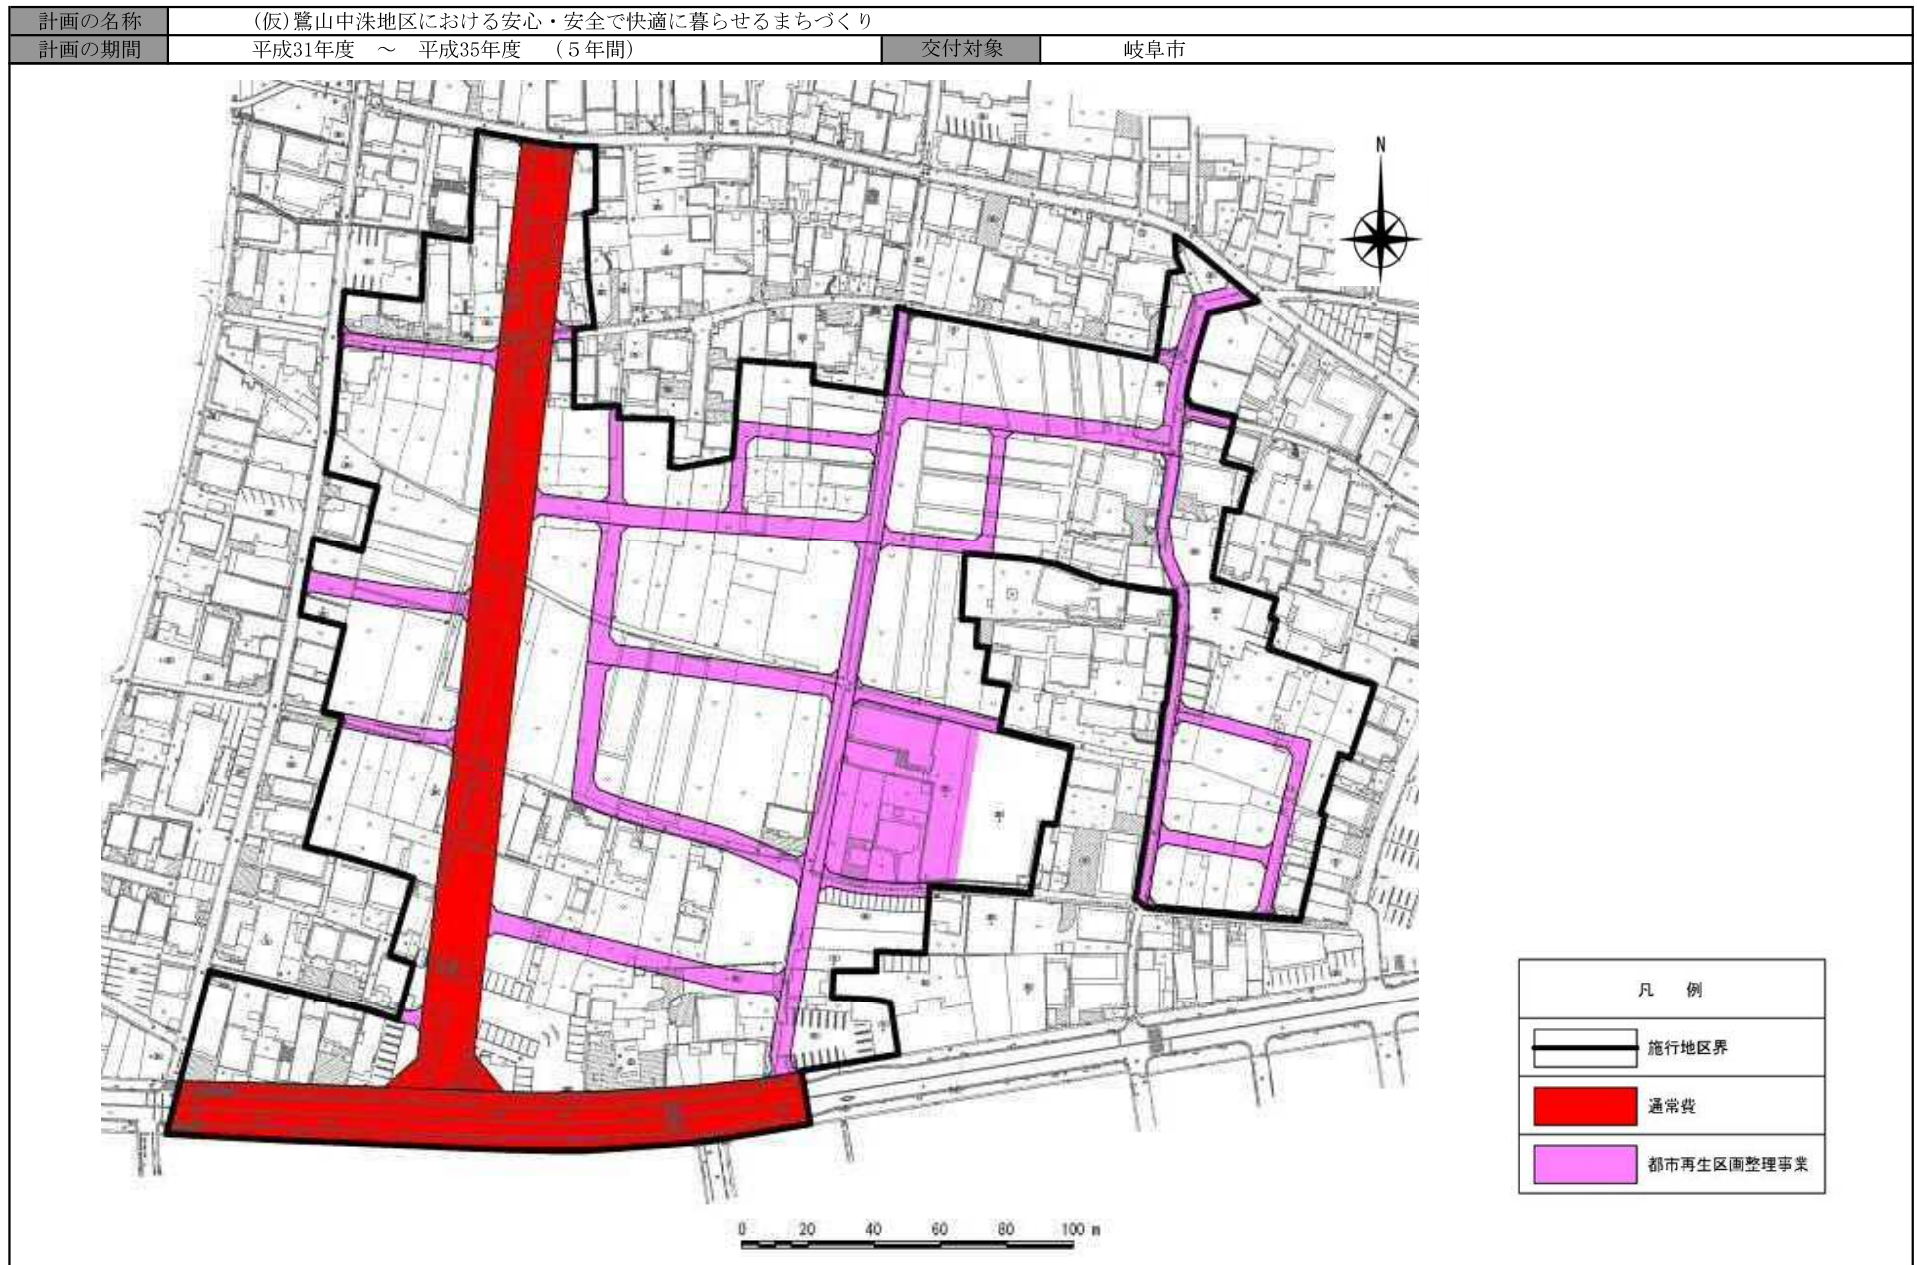 計画の名称 (仮)鷺山中洙地区における安心・安全で快適に暮らせるまちづくり
計画の期間 平成31年度 ～ 平成35年度 （５年間） 交付対象 岐阜市
N
凡 例
施行地区界
通常費
都市再生区画整理事業
0 20 40 60 80 100 m